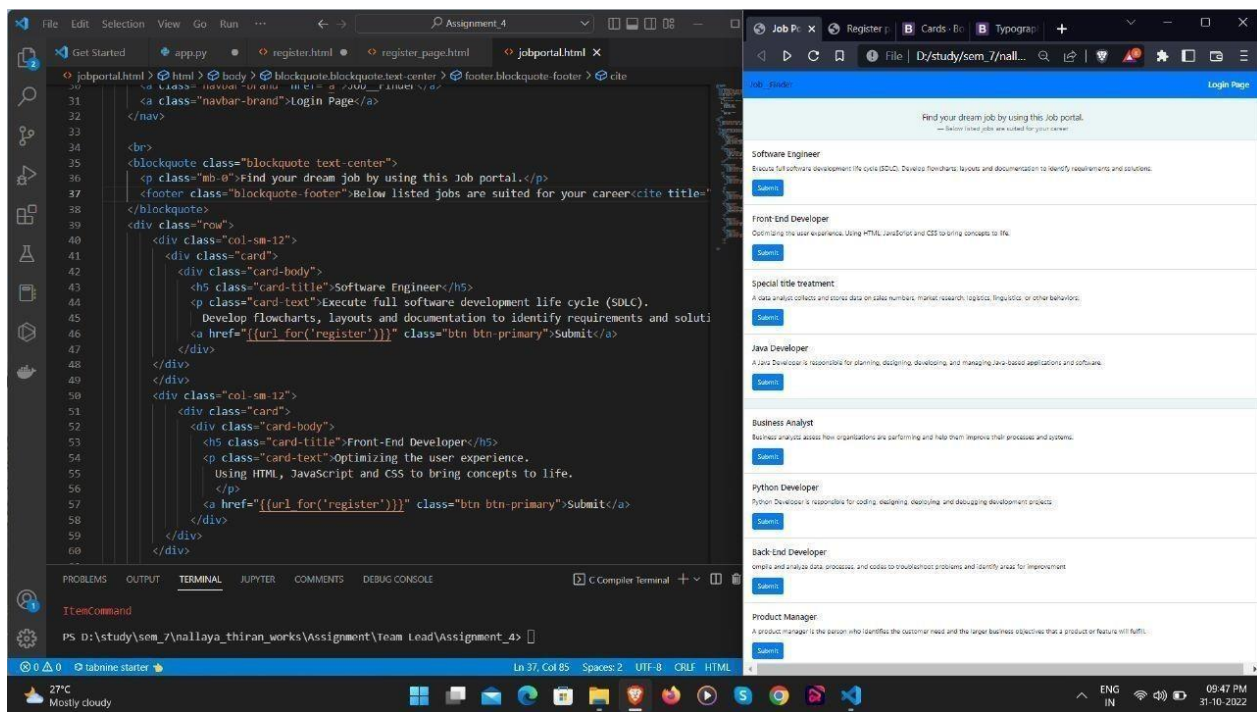 File Edit Selection View Go Run ··· Assignment_4
Get Started app.py register.html register_page.html jobportal.html
jobportal.html > html > body > blockquote.blockquote.text-center > footer.blockquote-footer > cite
31 <a class="navbar-brand">Login Page</a>
32 </nav>
33
34 <br>
35 <blockquote class="blockquote text-center">
36 <p class="mb-0">Find your dream job by using this Job portal.</p>
37 <footer class="blockquote-footer">Below listed jobs are suited for your career<cite title="
38 </blockquote>
39 <div class="row">
40 <div class="col-sm-12">
41 <div class="card">
42 <div class="card-body">
43 <h5 class="card-title">Software Engineer</h5>
44 <p class="card-text">Execute full software development life cycle (SDLC).
45 Develop flowcharts, layouts and documentation to identify requirements and soluti
46 <a href="{{url_for('register')}}" class="btn btn-primary">Submit</a>
47 </div>
48 </div>
49 </div>
50 <div class="col-sm-12">
51 <div class="card">
52 <div class="card-body">
53 <h5 class="card-title">Front-End Developer</h5>
54 <p class="card-text">Optimizing the user experience.
55 Using HTML, JavaScript and CSS to bring concepts to life.
56 </p>
57 <a href="{{url_for('register')}}" class="btn btn-primary">Submit</a>
58 </div>
59 </div>
60 </div>
PROBLEMS OUTPUT TERMINAL JUPYTER COMMENTS DEBUG CONSOLE C Compiler Terminal
ItemCommand
PS D:\study\sem_7\nallaya_thiran_works\Assignment\Team Lead\Assignment_4>
0 0 tabnine starter Ln 37, Col 85 Spaces: 2 UTF-8 CRLF HTML
Job Po Register p Cards · Bo Typograp
File D:/study/sem_7/nall...
Job_Finder Login Page
Find your dream job by using this Job portal.
— Below listed jobs are suited for your career
Software Engineer
Execute full software development life cycle (SDLC). Develop flowcharts, layouts and documentation to identify requirements and solutions.
Submit
Front-End Developer
Optimizing the user experience. Using HTML, JavaScript and CSS to bring concepts to life.
Submit
Special title treatment
A data analyst collects and stores data on sales numbers, market research, logistics, linguistics, or other behaviors.
Submit
Java Developer
A Java Developer is responsible for planning, designing, developing, and managing Java-based applications and software.
Submit
Business Analyst
Business analysts assess how organisations are performing and help them improve their processes and systems.
Submit
Python Developer
Python Developer is responsible for coding, designing, deploying, and debugging development projects
Submit
Back-End Developer
ompile and analyze data, processes, and codes to troubleshoot problems and identify areas for improvement
Submit
Product Manager
A product manager is the person who identifies the customer need and the larger business objectives that a product or feature will fulfill.
Submit
27°C
Mostly cloudy
ENG
IN
09:47 PM
31-10-2022